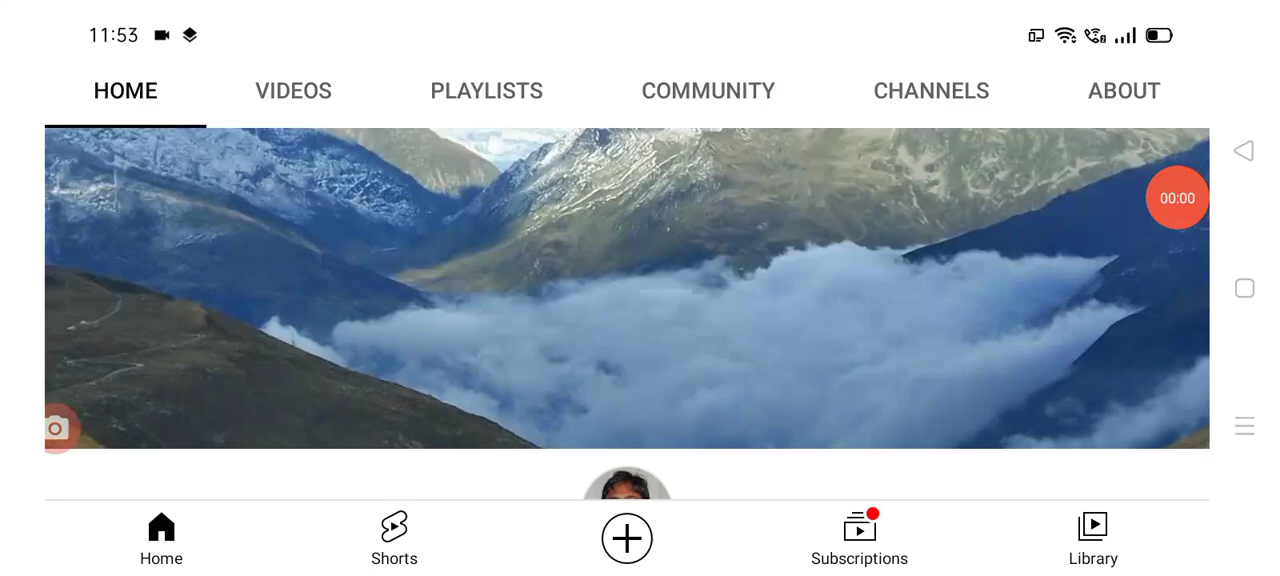 11:53
HOME VIDEOS PLAYLISTS COMMUNITY CHANNELS ABOUT
00:00
Home Shorts Subscriptions Library